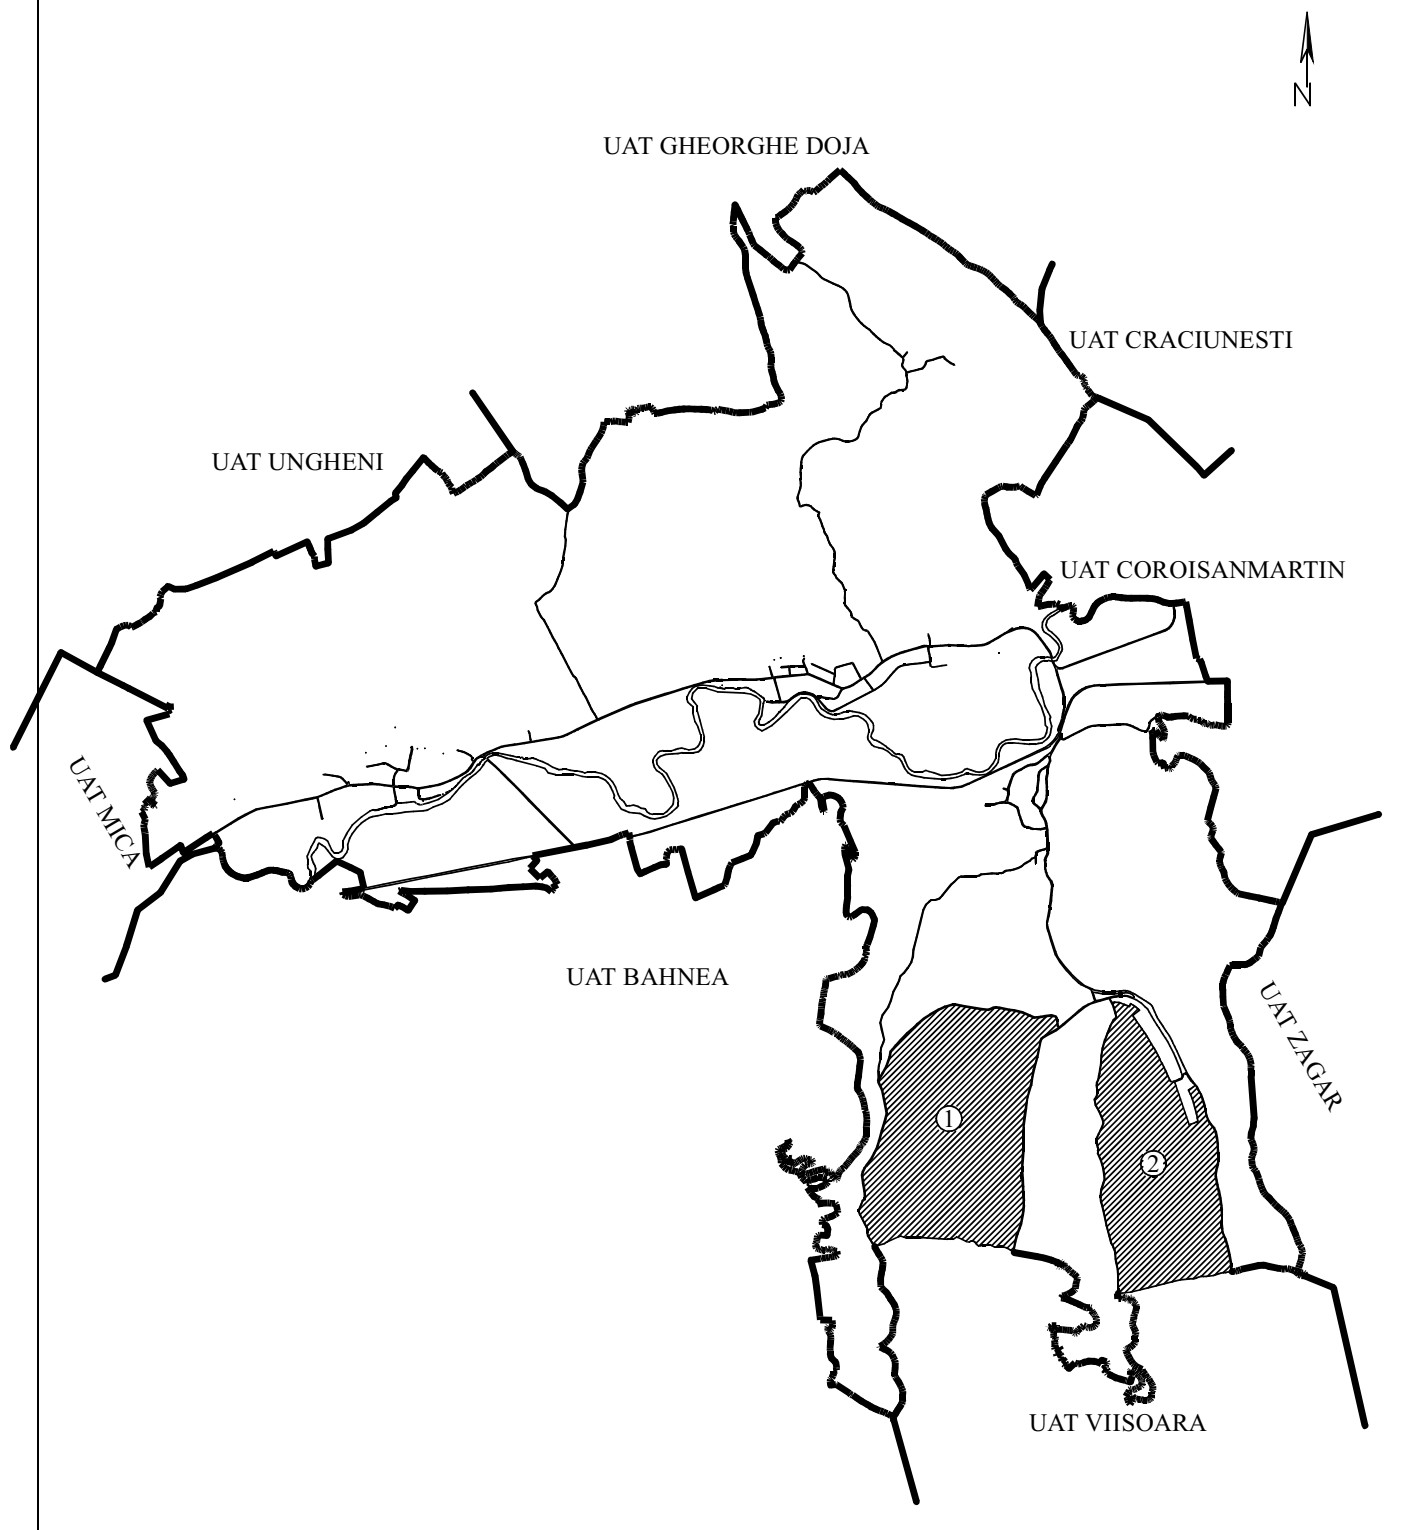 N
UAT GHEORGHE DOJA
UAT CRACIUNESTI
UAT UNGHENI
UAT COROISANMARTIN
UAT MICA
UAT BAHNEA
UAT ZAGAR
1
2
UAT VIISOARA